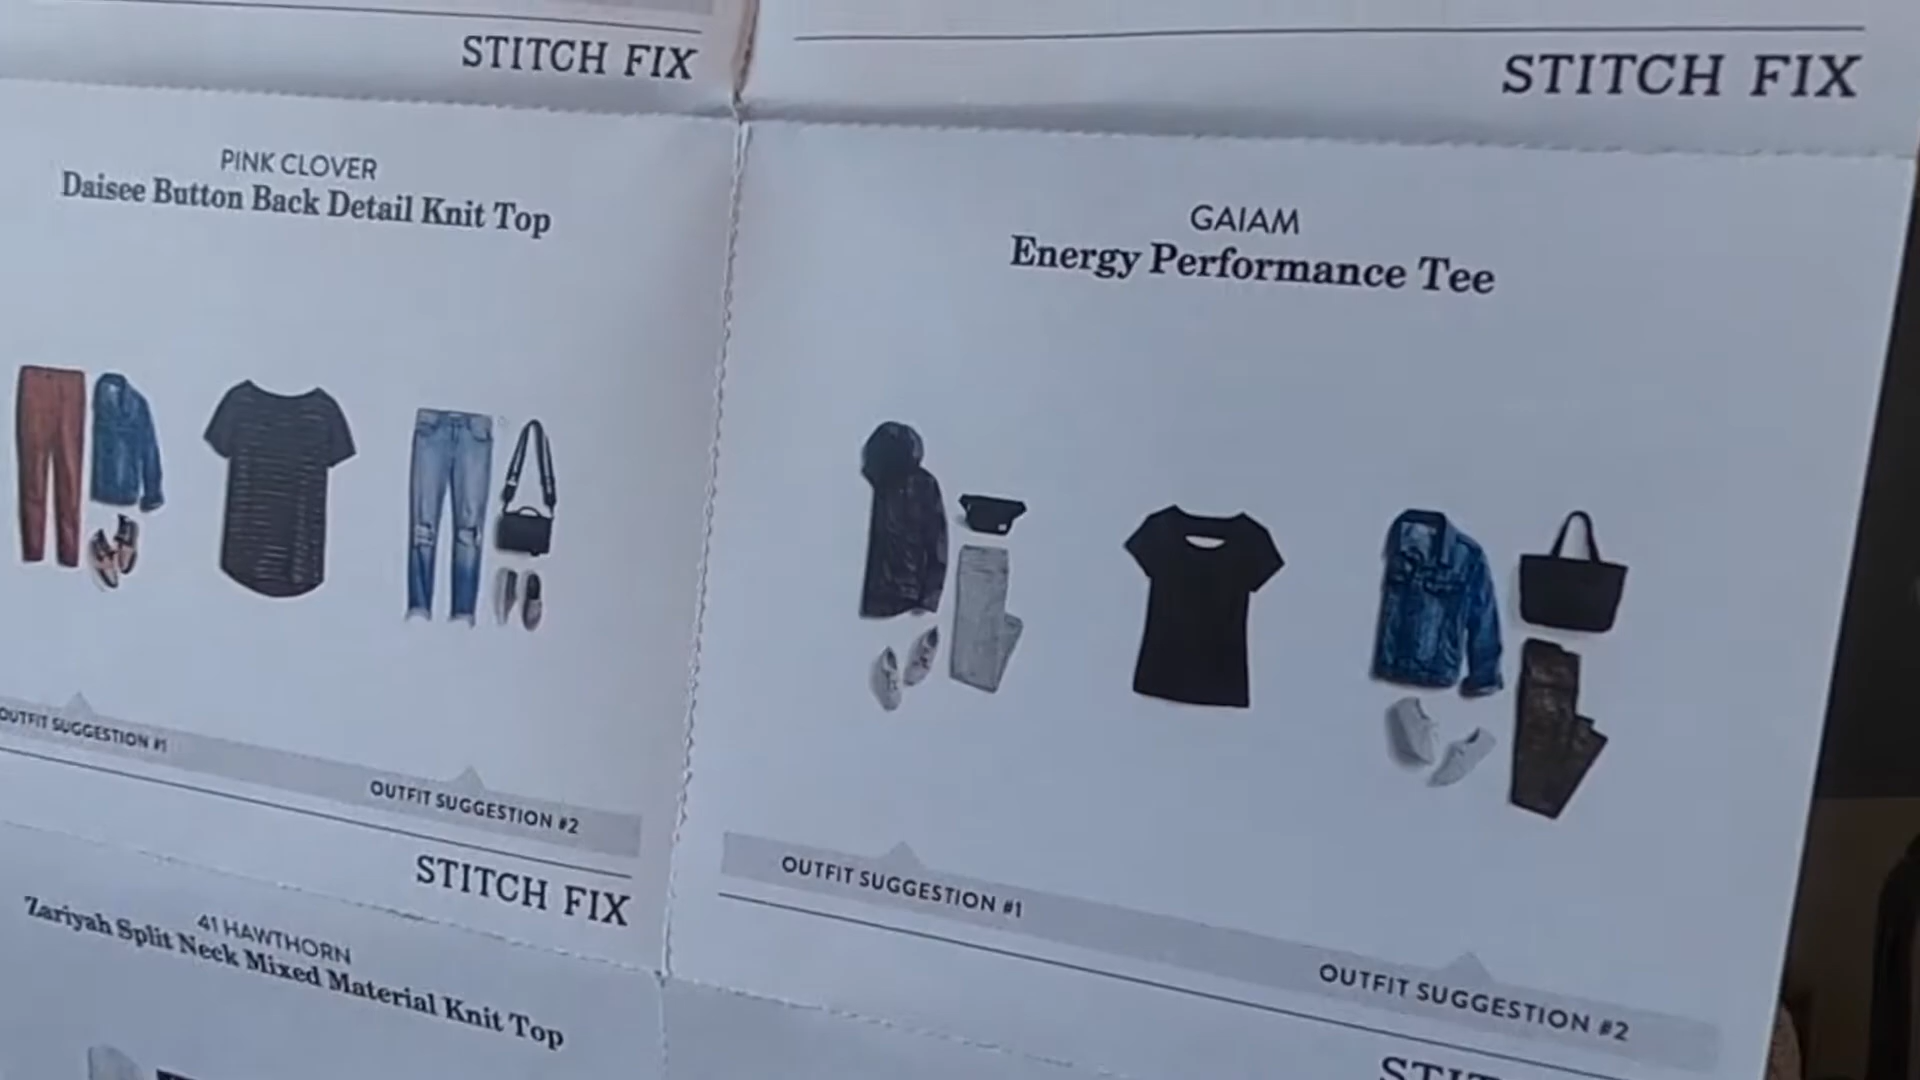 STITCH FIX
PINK CLOVER
Daisee Button Back Detail Knit Top
OUTFIT SUGGESTION #1
OUTFIT SUGGESTION #2
STITCH FIX
41 HAWTHORN
Zariyah Split Neck Mixed Material Knit Top
STITCH FIX
GAIAM
Energy Performance Tee
OUTFIT SUGGESTION #1
OUTFIT SUGGESTION #2